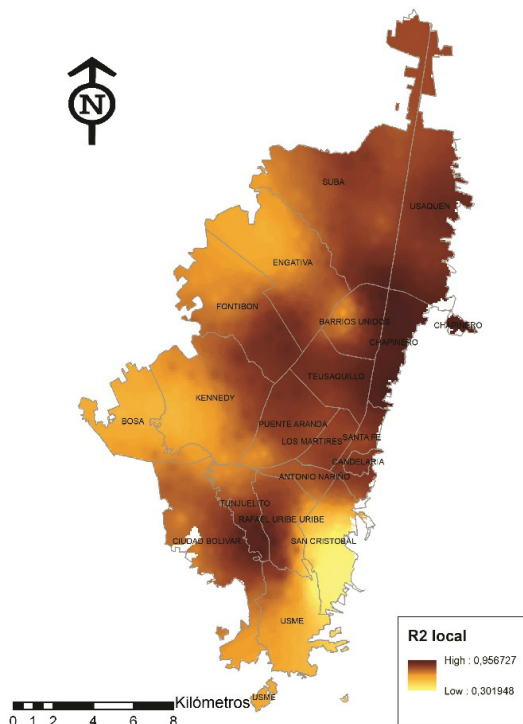 N
SUBA
USAQUEN
ENGATIVA
FONTIBON
BARRIOS UNIDOS
CHAPINERO
CHAPINERO
TEUSAQUILLO
KENNEDY
BOSA
PUENTE ARANDA
LOS MARTIRES
SANTA FE
CANDELARIA
ANTONIO NARIÑO
TUNJUELITO
RAFAEL URIBE URIBE
CIUDAD BOLIVAR
SAN CRISTOBAL
USME
USME
R2 local
High : 0,956727
Low : 0,301948
Kilómetros
0 1 2 4 6 8